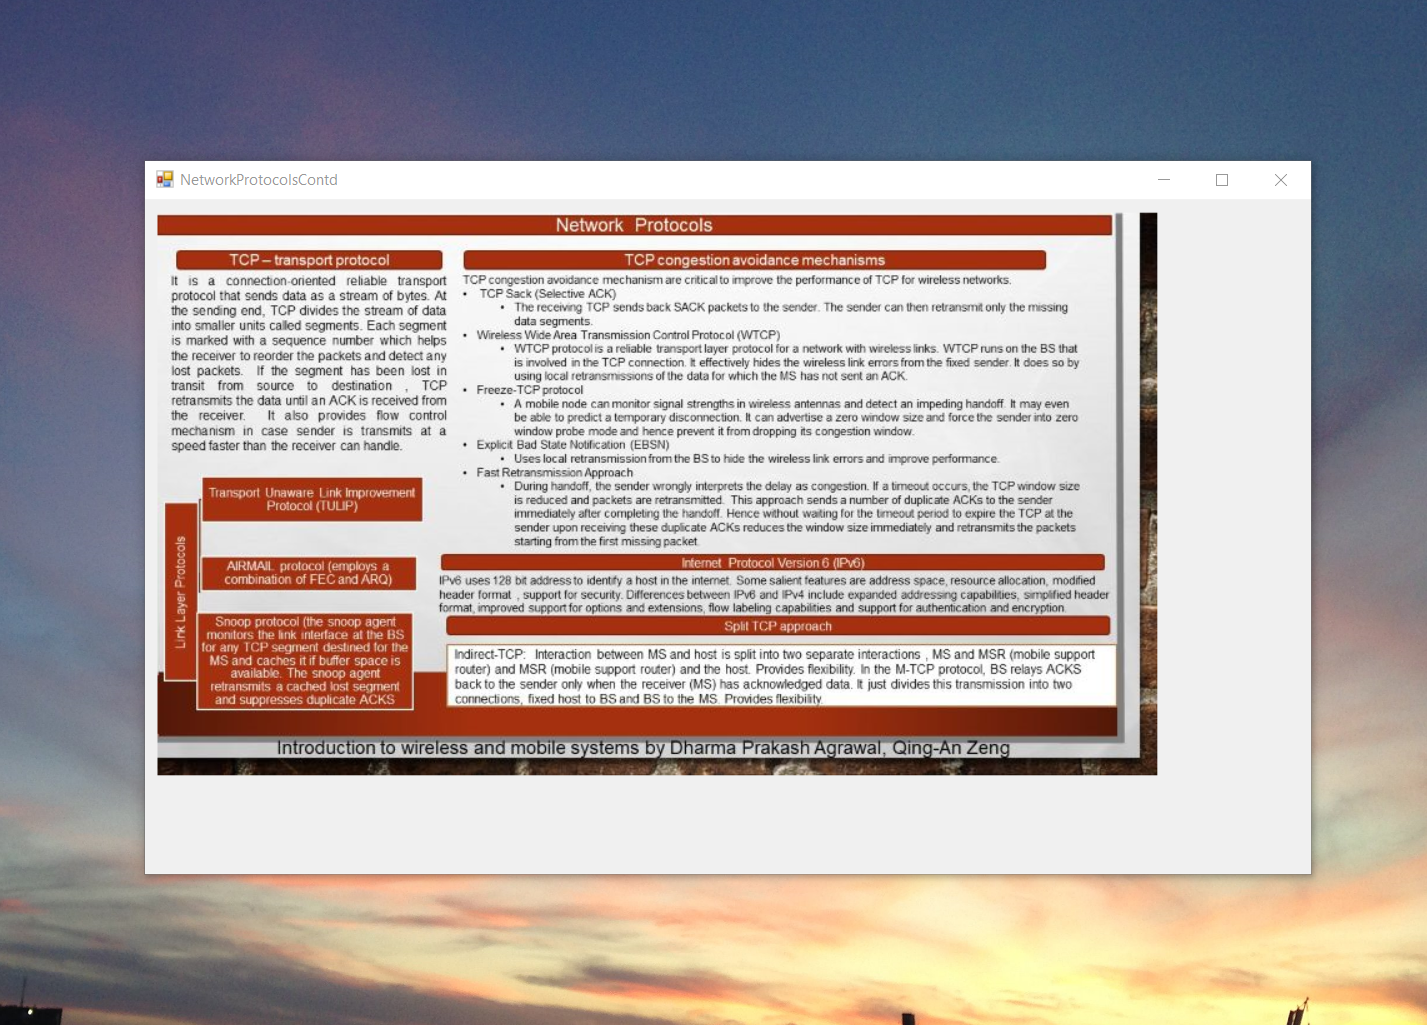 NetworkProtocolsContd
Network Protocols
TCP – transport protocol
It is a connection-oriented reliable transport
protocol that sends data as a stream of bytes. At
the sending end, TCP divides the stream of data
into smaller units called segments. Each segment
is marked with a sequence number which helps
the receiver to reorder the packets and detect any
lost packets. If the segment has been lost in
transit from source to destination , TCP
retransmits the data until an ACK is received from
the receiver. It also provides flow control
mechanism in case sender is transmits at a
speed faster than the receiver can handle.
Link Layer Protocols
Transport Unaware Link Improvement
Protocol (TULIP)
AIRMAIL protocol (employs a
combination of FEC and ARQ)
Snoop protocol (the snoop agent
monitors the link interface at the BS
for any TCP segment destined for the
MS and caches it if buffer space is
available. The snoop agent
retransmits a cached lost segment
and suppresses duplicate ACKS
TCP congestion avoidance mechanisms
TCP congestion avoidance mechanism are critical to improve the performance of TCP for wireless networks.
• TCP Sack (Selective ACK)
• The receiving TCP sends back SACK packets to the sender. The sender can then retransmit only the missing
data segments.
• Wireless Wide Area Transmission Control Protocol (WTCP)
• WTCP protocol is a reliable transport layer protocol for a network with wireless links. WTCP runs on the BS that
is involved in the TCP connection. It effectively hides the wireless link errors from the fixed sender. It does so by
using local retransmissions of the data for which the MS has not sent an ACK.
• Freeze-TCP protocol
• A mobile node can monitor signal strengths in wireless antennas and detect an impeding handoff. It may even
be able to predict a temporary disconnection. It can advertise a zero window size and force the sender into zero
window probe mode and hence prevent it from dropping its congestion window.
• Explicit Bad State Notification (EBSN)
• Uses local retransmission from the BS to hide the wireless link errors and improve performance.
• Fast Retransmission Approach
• During handoff, the sender wrongly interprets the delay as congestion. If a timeout occurs, the TCP window size
is reduced and packets are retransmitted. This approach sends a number of duplicate ACKs to the sender
immediately after completing the handoff. Hence without waiting for the timeout period to expire the TCP at the
sender upon receiving these duplicate ACKs reduces the window size immediately and retransmits the packets
starting from the first missing packet.
Internet Protocol Version 6 (IPv6)
IPv6 uses 128 bit address to identify a host in the internet. Some salient features are address space, resource allocation, modified
header format , support for security. Differences between IPv6 and IPv4 include expanded addressing capabilities, simplified header
format, improved support for options and extensions, flow labeling capabilities and support for authentication and encryption.
Split TCP approach
Indirect-TCP: Interaction between MS and host is split into two separate interactions , MS and MSR (mobile support
router) and MSR (mobile support router) and the host. Provides flexibility. In the M-TCP protocol, BS relays ACKS
back to the sender only when the receiver (MS) has acknowledged data. It just divides this transmission into two
connections, fixed host to BS and BS to the MS. Provides flexibility.
Introduction to wireless and mobile systems by Dharma Prakash Agrawal, Qing-An Zeng